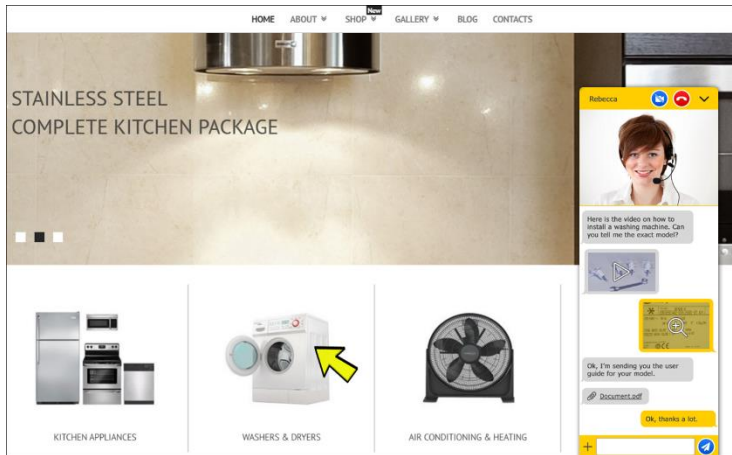 New
HOME ABOUT SHOP GALLERY BLOG CONTACTS
STAINLESS STEEL
COMPLETE KITCHEN PACKAGE
Rebecca
Here is the video on how to
install a washing machine. Can
you tell me the exact model?
Ok, I'm sending you the user
guide for your model.
Document.pdf
Ok, thanks a lot.
KITCHEN APPLIANCES
WASHERS & DRYERS
AIR CONDITIONING & HEATING